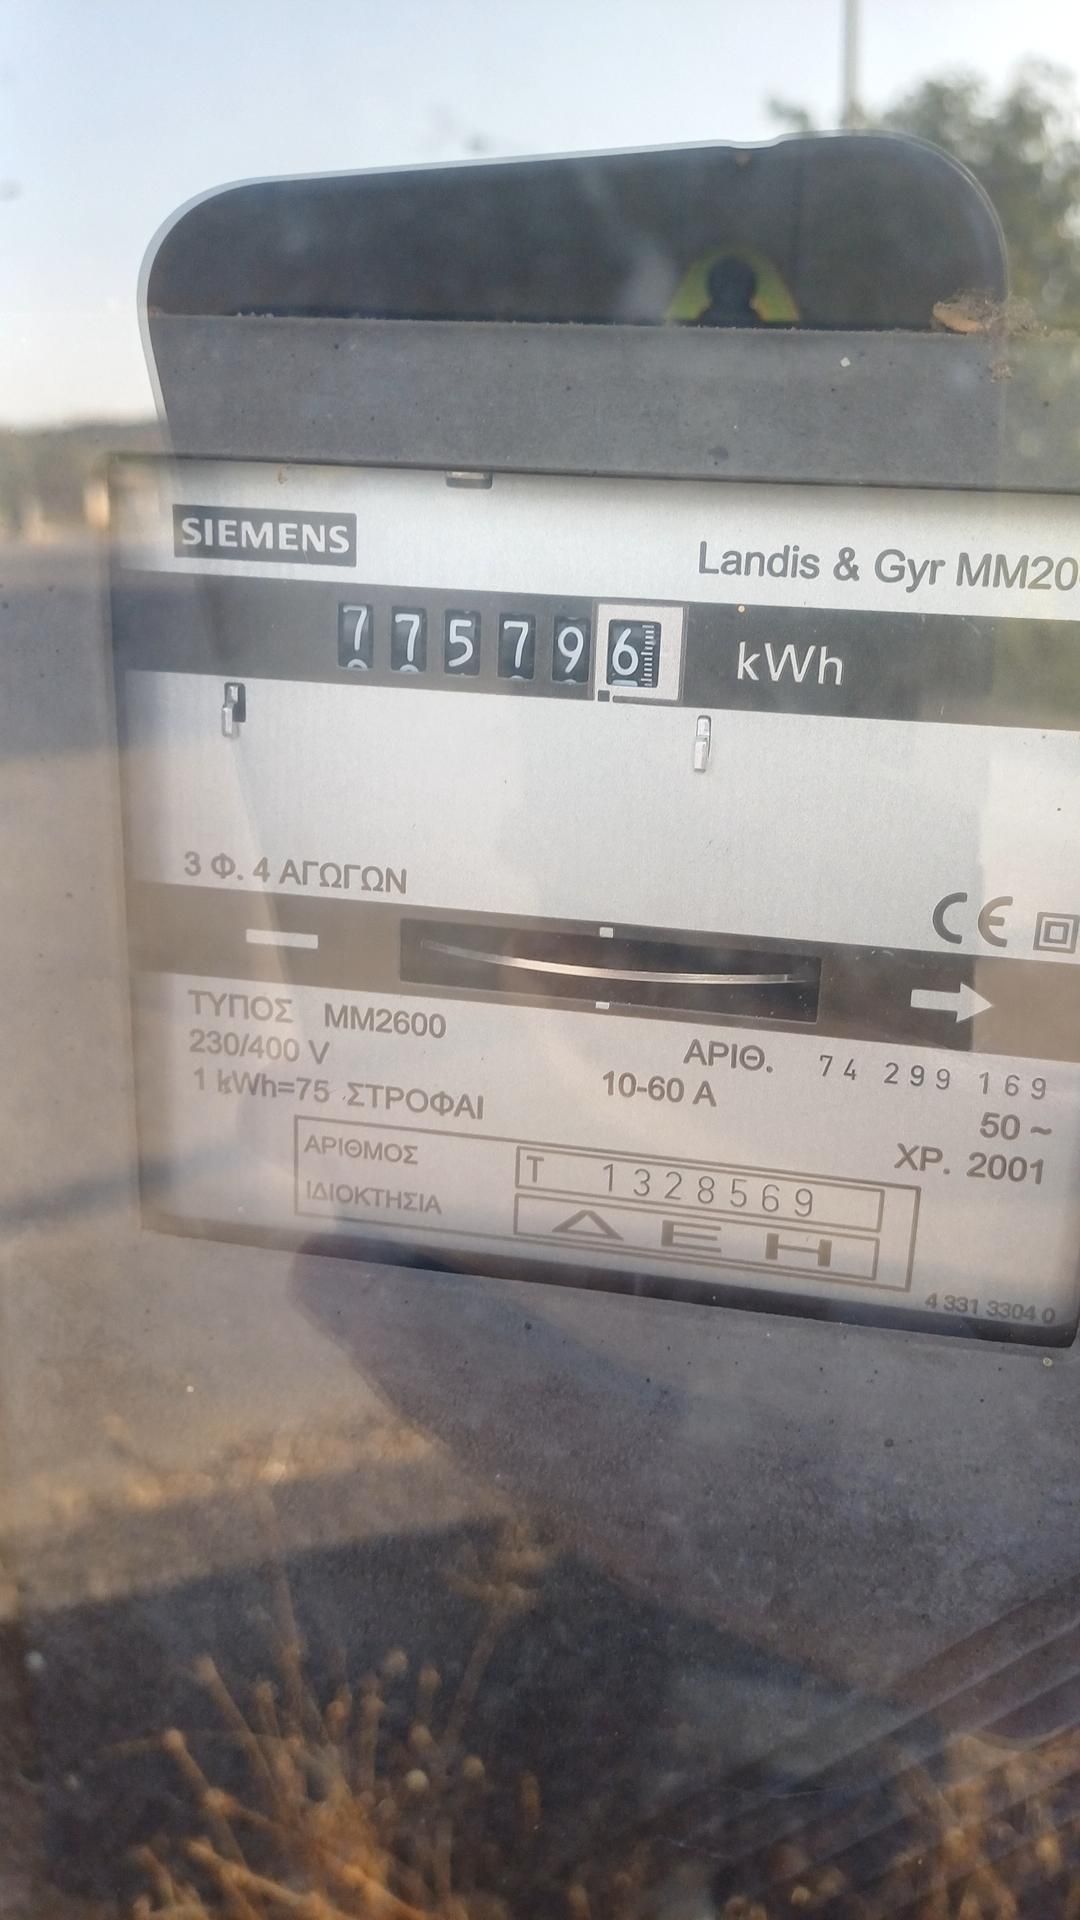 SIEMENS
Landis & Gyr MM20
775796 kWh
3 Φ. 4 ΑΓΩΓΩΝ
CE
ΤΥΠΟΣ MM2600
230/400 V
ΑΡΙΘ. 74 299 169
1 kWh=75 ΣΤΡΟΦΑΙ
10-60 A
50 ~
ΧΡ. 2001
ΑΡΙΘΜΟΣ
T 1328569
ΙΔΙΟΚΤΗΣΙΑ
ΔΕΗ
4 331 3304 0